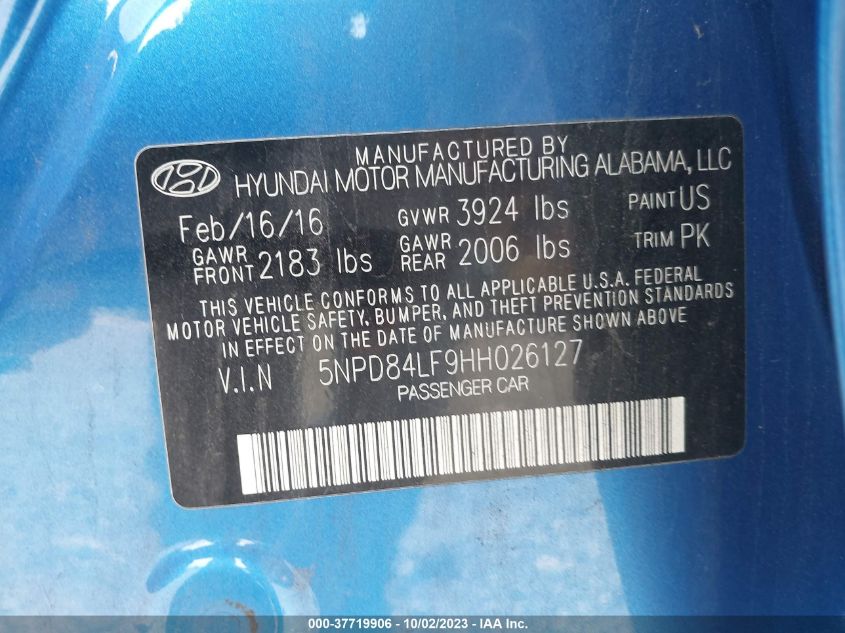 MANUFACTURED BY
HYUNDAI MOTOR MANUFACTURING ALABAMA, LLC
Feb/16/16 GVWR 3924 lbs PAINT US
GAWR FRONT 2183 lbs GAWR REAR 2006 lbs TRIM PK
THIS VEHICLE CONFORMS TO ALL APPLICABLE U.S.A. FEDERAL
MOTOR VEHICLE SAFETY, BUMPER, AND THEFT PREVENTION STANDARDS
IN EFFECT ON THE DATE OF MANUFACTURE SHOWN ABOVE
V.I.N 5NPD84LF9HH026127
PASSENGER CAR
000-37719906 - 10/02/2023 - IAA Inc.